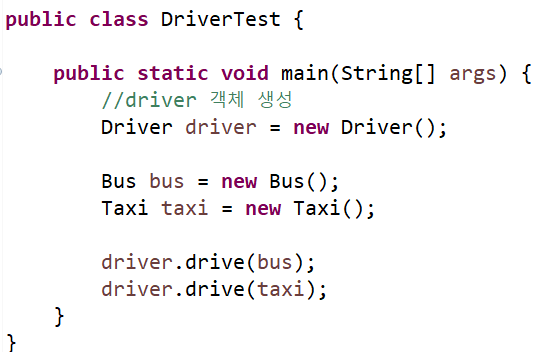 public class DriverTest {
public static void main(String[] args) {
//driver 객체 생성
Driver driver = new Driver();
Bus bus = new Bus();
Taxi taxi = new Taxi();
driver.drive(bus);
driver.drive(taxi);
}
}